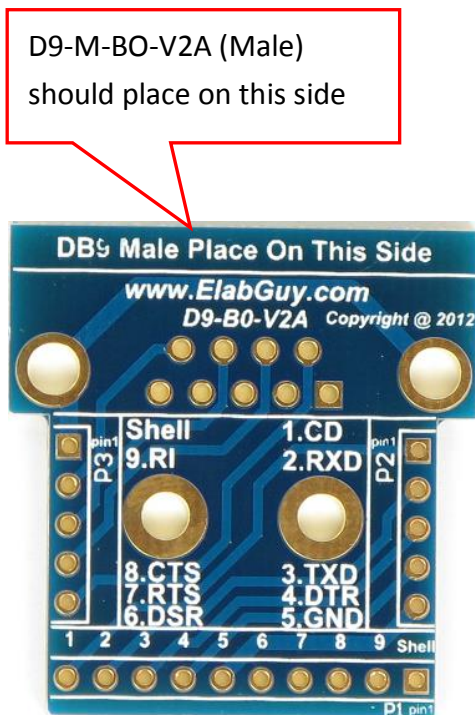 D9-M-BO-V2A (Male)
should place on this side
DB9 Male Place On This Side
www.ElabGuy.com
D9-B0-V2A Copyright @ 2012
pin1 Shell 1.CD pin1
P3 9.RI 2.RXD P2
8.CTS 3.TXD
7.RTS 4.DTR
6.DSR 5.GND
1 2 3 4 5 6 7 8 9 Shell
P1 pin1